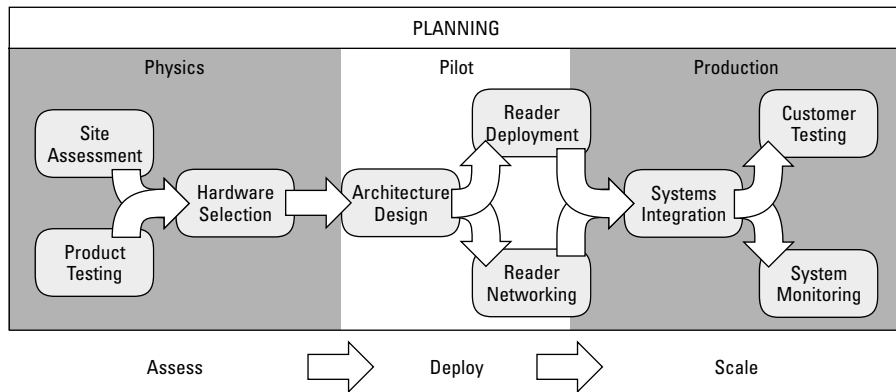 PLANNING
Physics
Pilot
Production
Site
Assessment
Product
Testing
Hardware
Selection
Architecture
Design
Reader
Deployment
Reader
Networking
Systems
Integration
Customer
Testing
System
Monitoring
Assess
Deploy
Scale